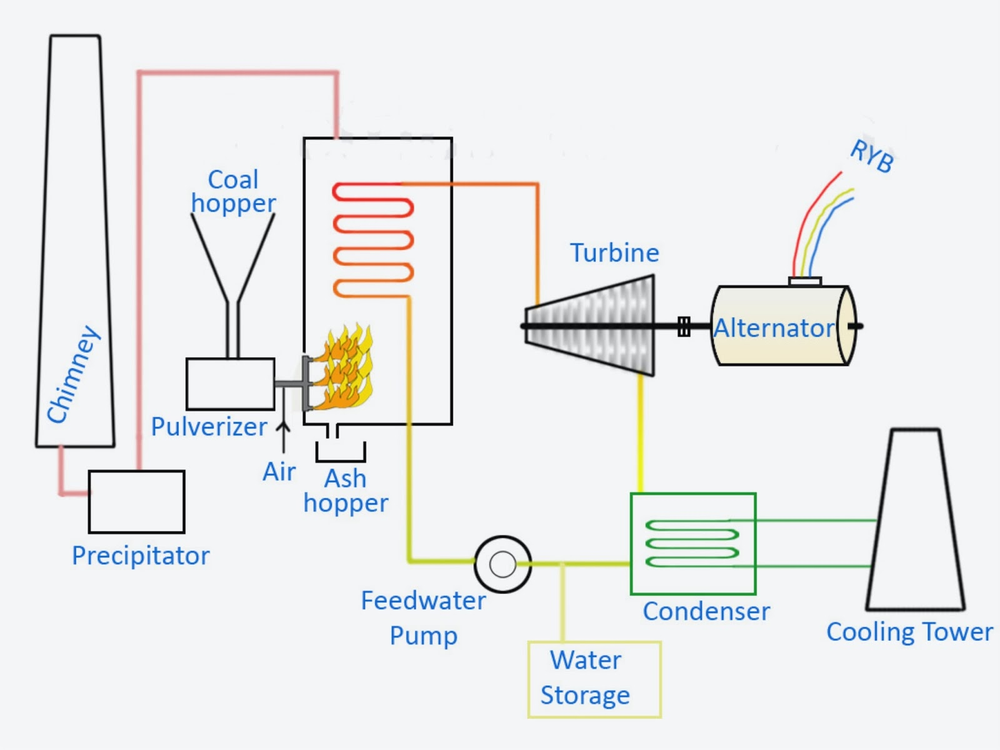 Coal
hopper
RYB
Turbine
Alternator
Chimney
Pulverizer
Air
Ash
hopper
Precipitator
Feedwater
Pump
Condenser
Cooling Tower
Water
Storage